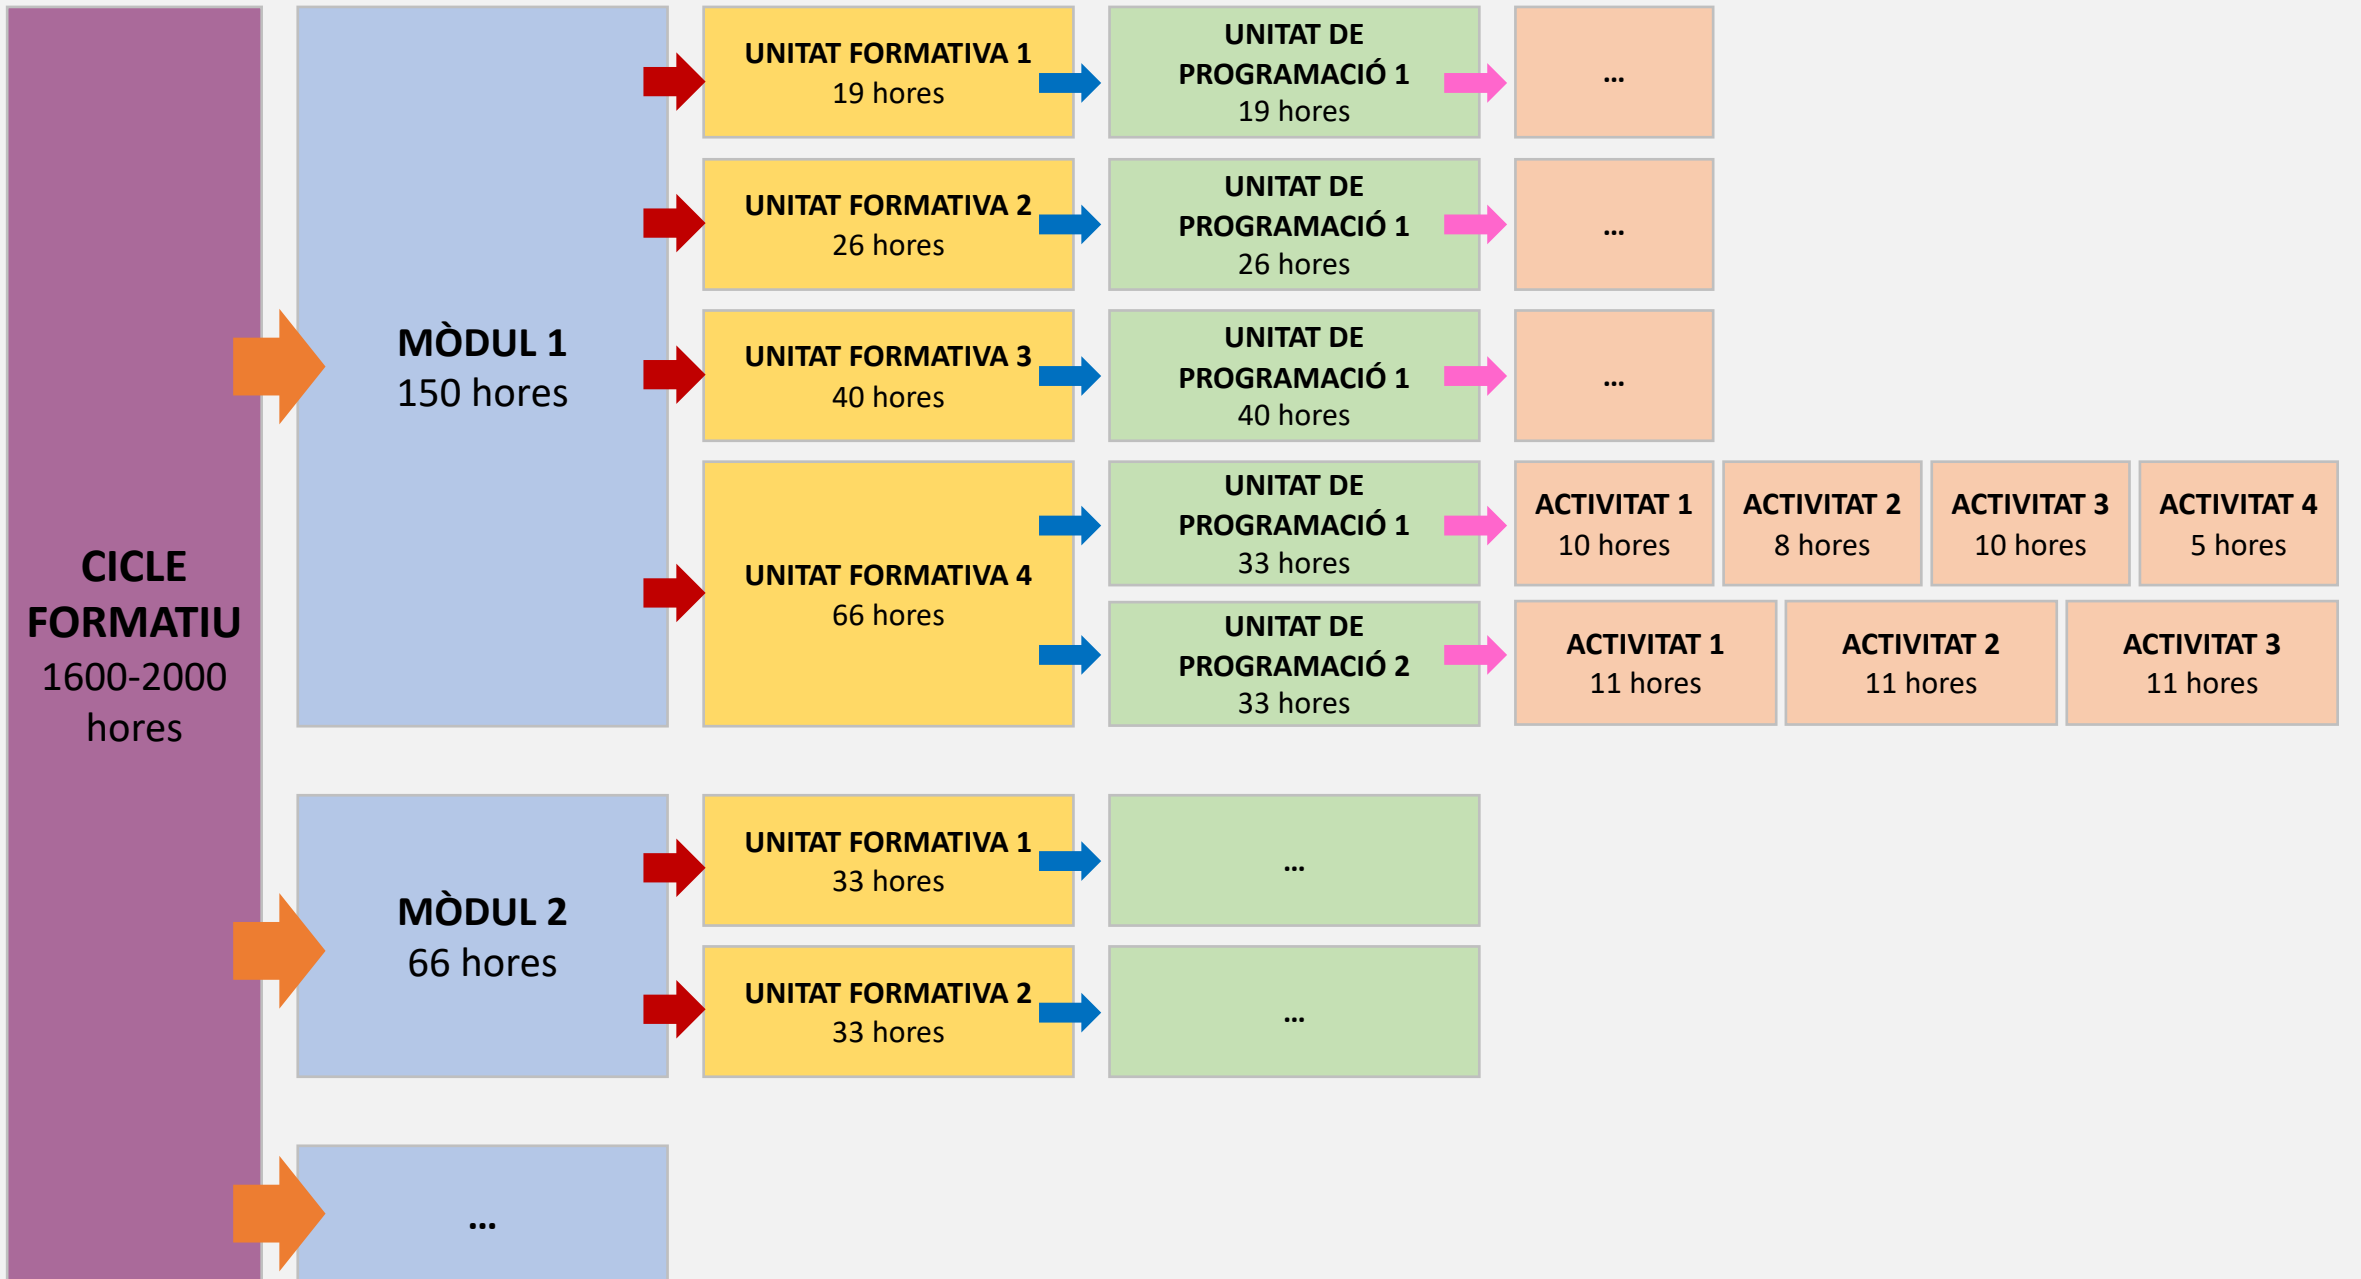 CICLE
FORMATIU
1600-2000
hores
MÒDUL 1
150 hores
UNITAT FORMATIVA 1
19 hores
UNITAT DE
PROGRAMACIÓ 1
19 hores
...
UNITAT FORMATIVA 2
26 hores
UNITAT DE
PROGRAMACIÓ 1
26 hores
...
UNITAT FORMATIVA 3
40 hores
UNITAT DE
PROGRAMACIÓ 1
40 hores
...
UNITAT FORMATIVA 4
66 hores
UNITAT DE
PROGRAMACIÓ 1
33 hores
ACTIVITAT 1
10 hores
ACTIVITAT 2
8 hores
ACTIVITAT 3
10 hores
ACTIVITAT 4
5 hores
UNITAT DE
PROGRAMACIÓ 2
33 hores
ACTIVITAT 1
11 hores
ACTIVITAT 2
11 hores
ACTIVITAT 3
11 hores
MÒDUL 2
66 hores
UNITAT FORMATIVA 1
33 hores
...
UNITAT FORMATIVA 2
33 hores
...
...